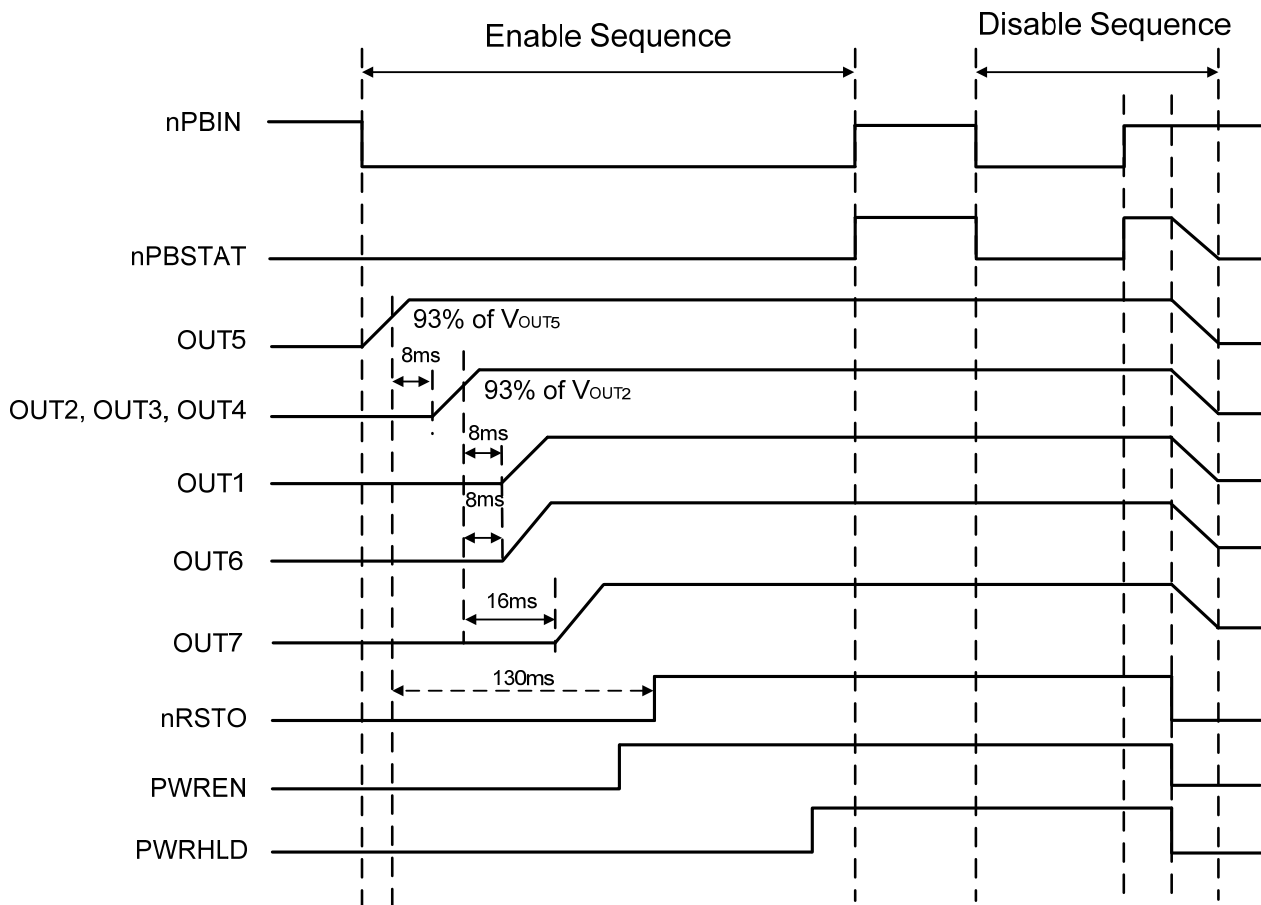 Enable Sequence
Disable Sequence
nPBIN
nPBSTAT
OUT5
93% of VOUT5
8ms
OUT2, OUT3, OUT4
93% of VOUT2
8ms
OUT1
8ms
OUT6
16ms
OUT7
130ms
nRSTO
PWREN
PWRHLD